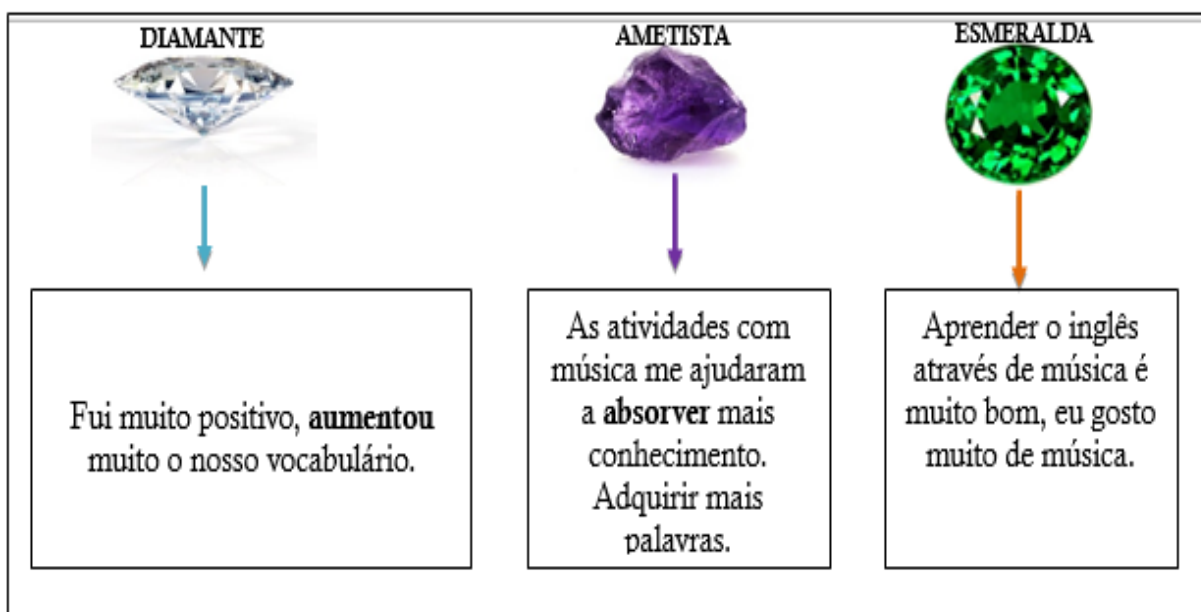 DIAMANTE
AMETISTA
ESMERALDA
Fui muito positivo, aumentou
muito o nosso vocabulário.
As atividades com
música me ajudaram
a absorver mais
conhecimento.
Adquirir mais
palavras.
Aprender o inglês
através de música é
muito bom, eu gosto
muito de música.